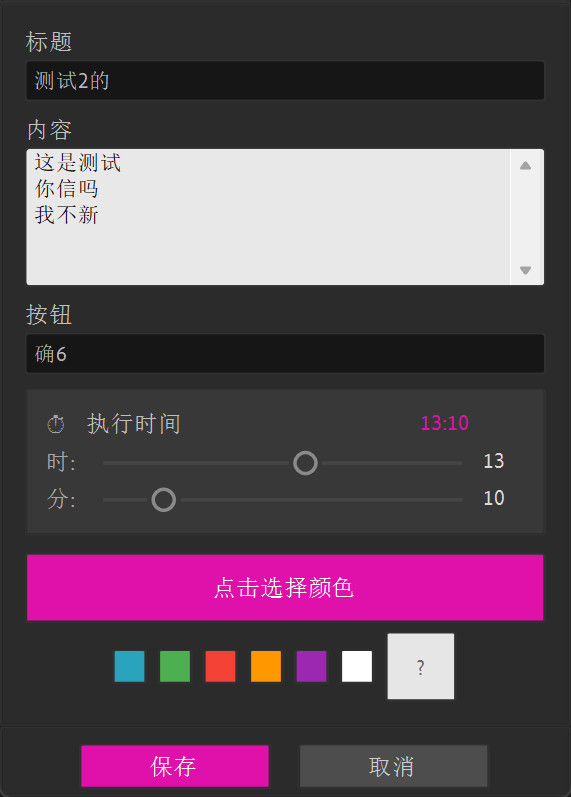 标题
测试2的
内容
这是测试
你信吗
我不新
按钮
确6
执行时间 13:10
时: 13
分: 10
点击选择颜色
?
保存 取消